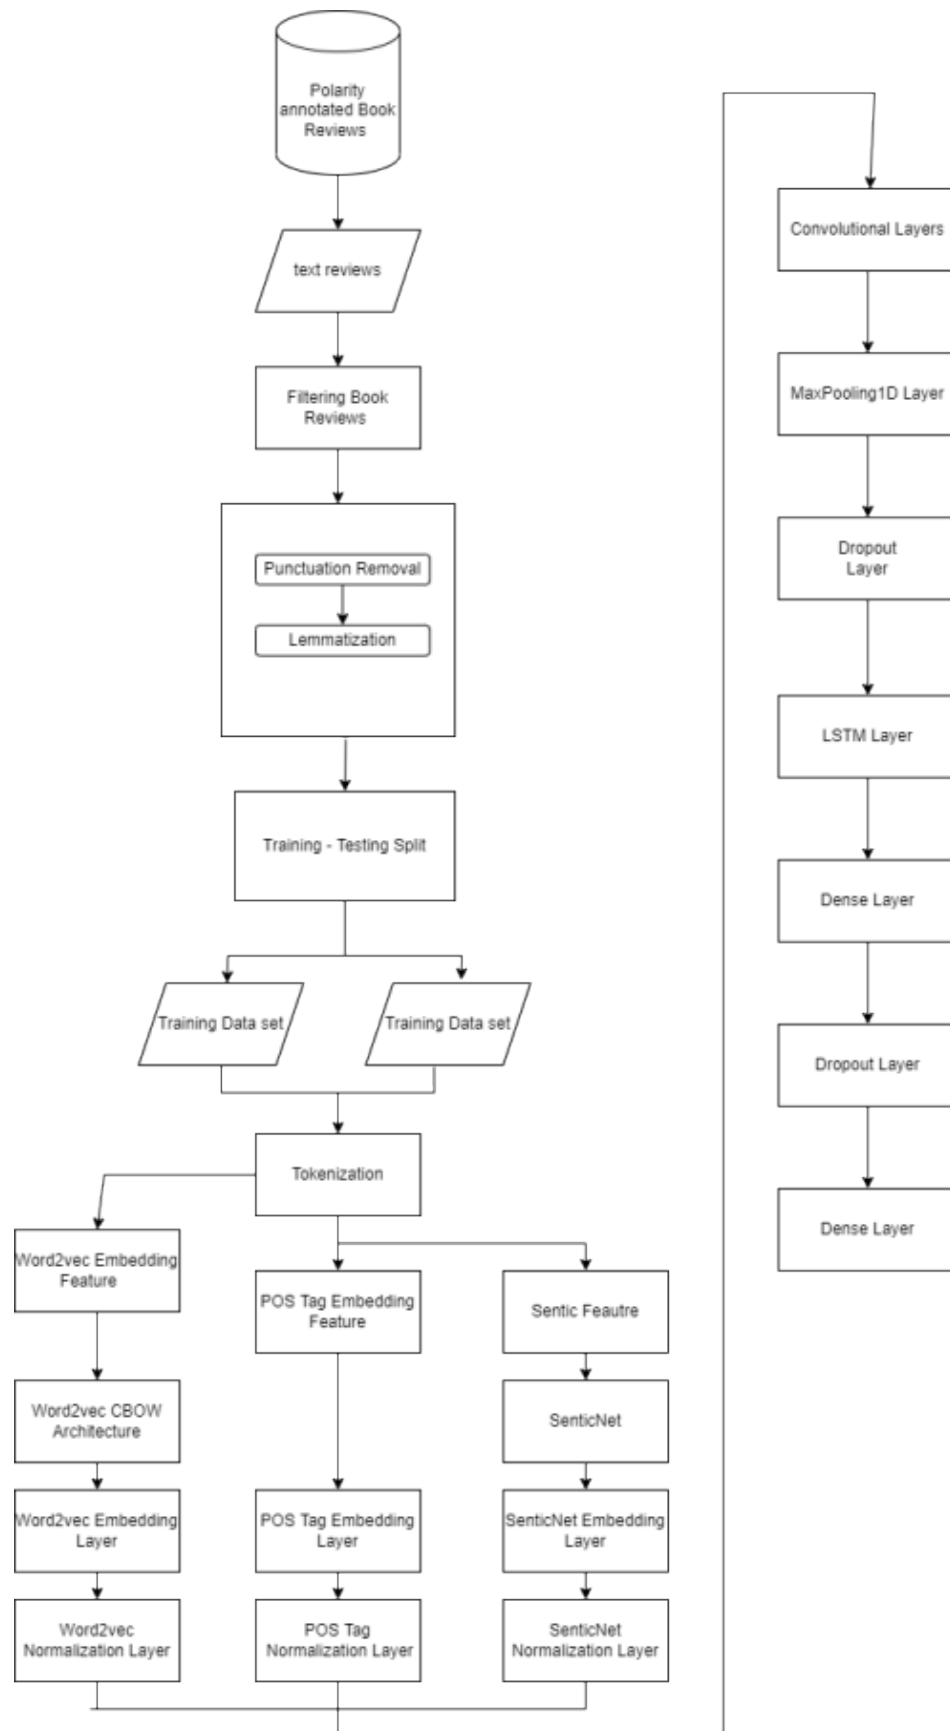 Polarity
annotated Book
Reviews
text reviews
Filtering Book
Reviews
Punctuation Removal
Lemmatization
Training - Testing Split
Training Data set
Training Data set
Tokenization
Word2vec Embedding
Feature
POS Tag Embedding
Feature
Sentic Feautre
Word2vec CBOW
Architecture
SenticNet
Word2vec Embedding
Layer
POS Tag Embedding
Layer
SenticNet Embedding
Layer
Word2vec
Normalization Layer
POS Tag
Normalization Layer
SenticNet
Normalization Layer
Convolutional Layers
MaxPooling1D Layer
Dropout
Layer
LSTM Layer
Dense Layer
Dropout Layer
Dense Layer